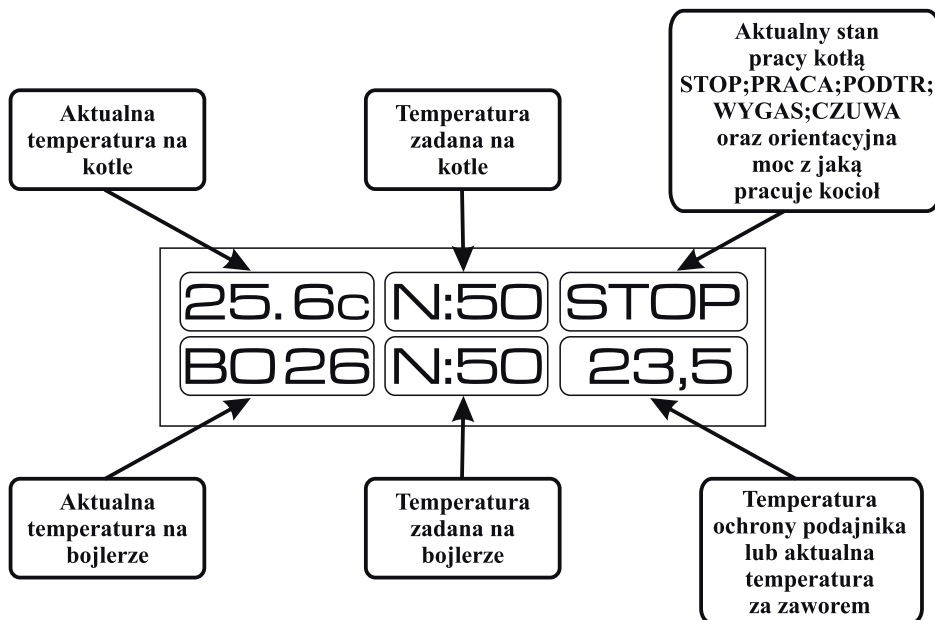 Aktualny stan
pracy kotłą
STOP;PRACA;PODTR;
WYGAS;CZUWA
oraz orientacyjna
moc z jaką
pracuje kocioł
Aktualna
temperatura na
kotle
Temperatura
zadana na
kotle
25.6c N:50 STOP
BO26 N:50 23,5
Aktualna
temperatura na
bojlerze
Temperatura
zadana na
bojlerze
Temperatura
ochrony podajnika
lub aktualna
temperatura
za zaworem